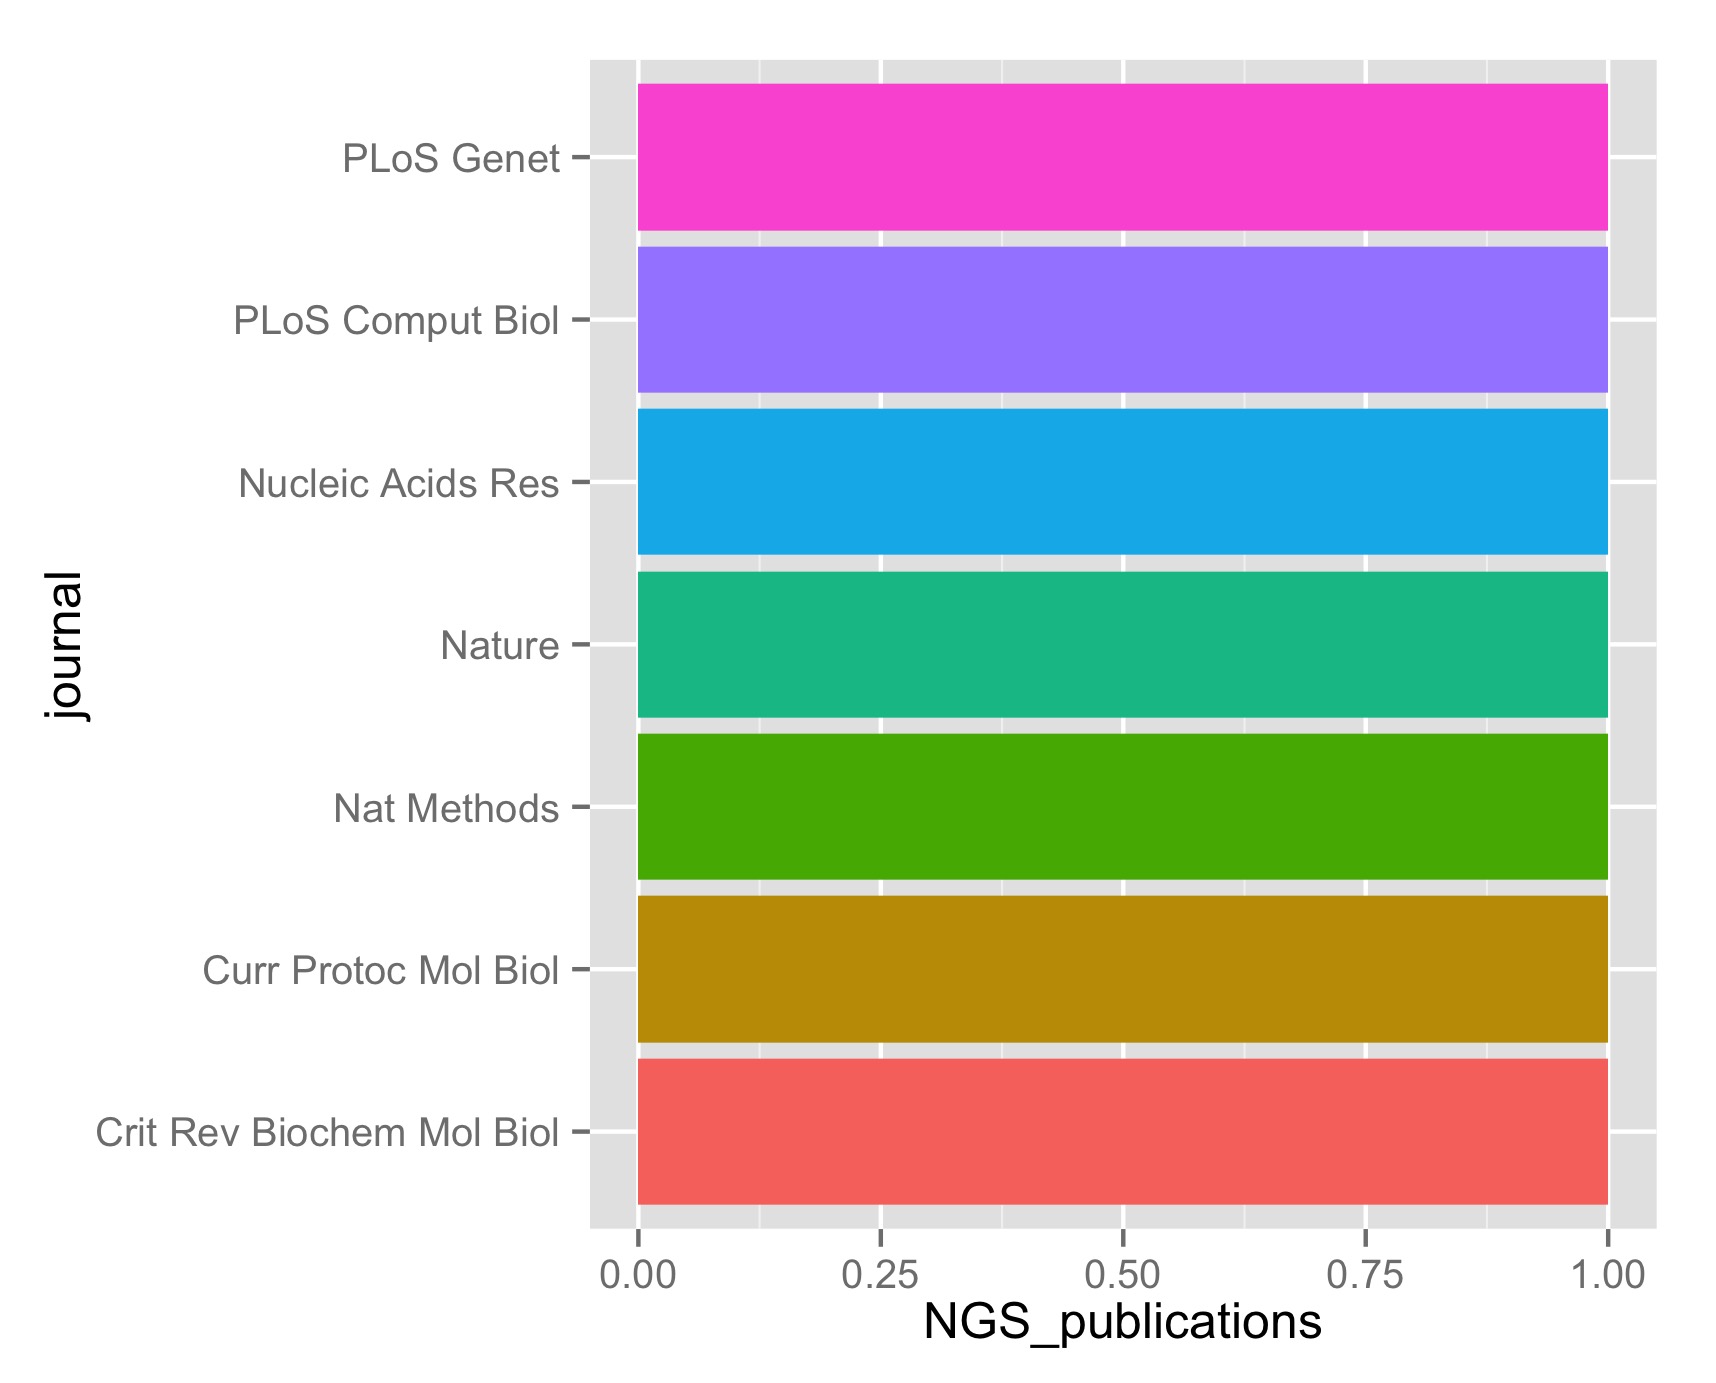 PLoS Genet
PLoS Comput Biol
Nucleic Acids Res
Nature
Nat Methods
Curr Protoc Mol Biol
Crit Rev Biochem Mol Biol
journal
0.00 0.25 0.50 0.75 1.00
NGS_publications